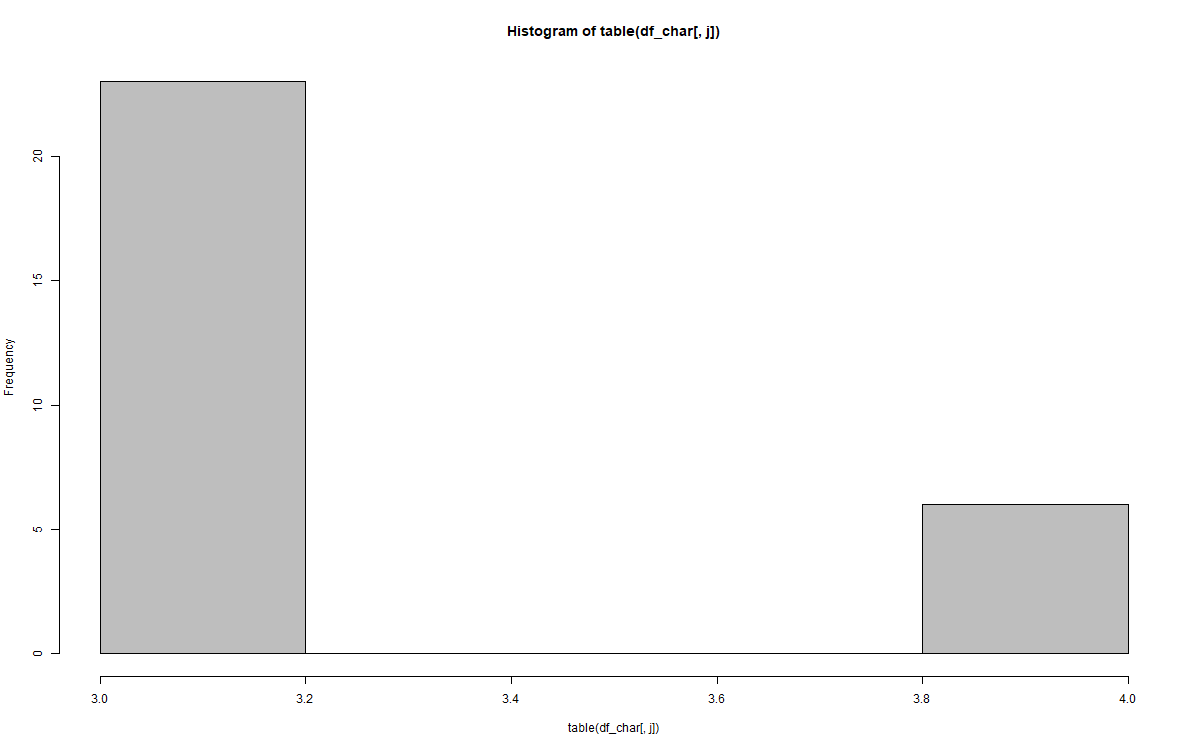 Histogram of table(df_char[, j])
Frequency
20
15
10
5
0
3.0 3.2 3.4 3.6 3.8 4.0
table(df_char[, j])